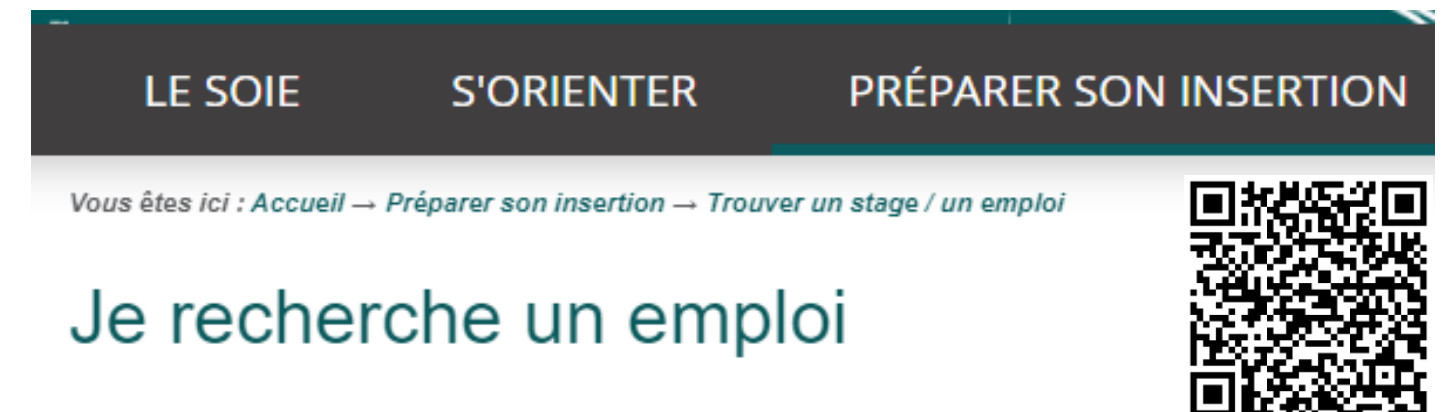 LE SOIE S'ORIENTER PRÉPARER SON INSERTION
Vous êtes ici : Accueil → Préparer son insertion → Trouver un stage / un emploi
Je recherche un emploi